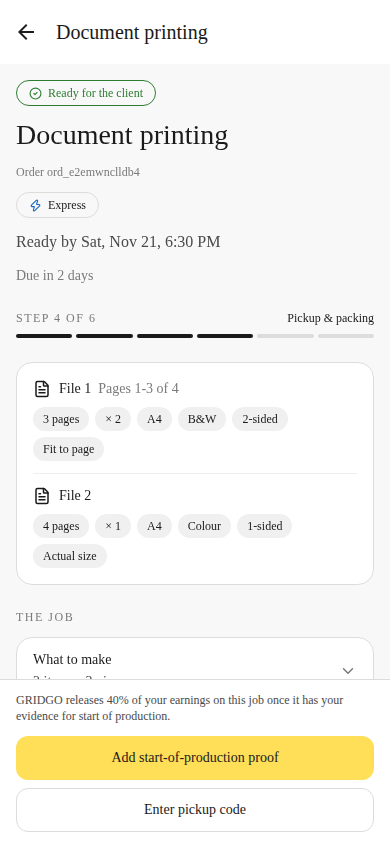 Document printing
Ready for the client
Document printing
Order ord_e2emwnclldb4
Express
Ready by Sat, Nov 21, 6:30 PM
Due in 2 days
STEP 4 OF 6 Pickup & packing
File 1 Pages 1-3 of 4
3 pages × 2 A4 B&W 2-sided
Fit to page
File 2
4 pages × 1 A4 Colour 1-sided
Actual size
THE JOB
What to make
GRIDGO releases 40% of your earning on this job once it has your
evidence for start of production.
Add start-of-production proof
Enter pickup code